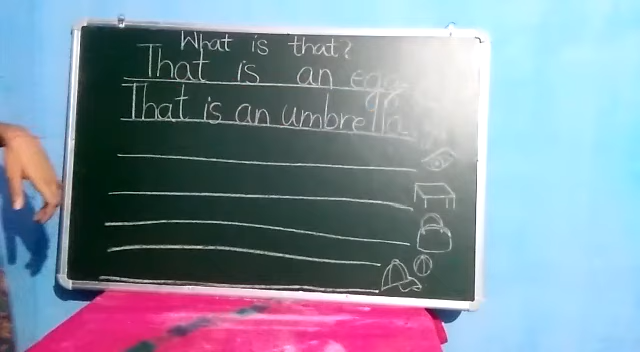 What is that?
That is an egg
That is an umbrella